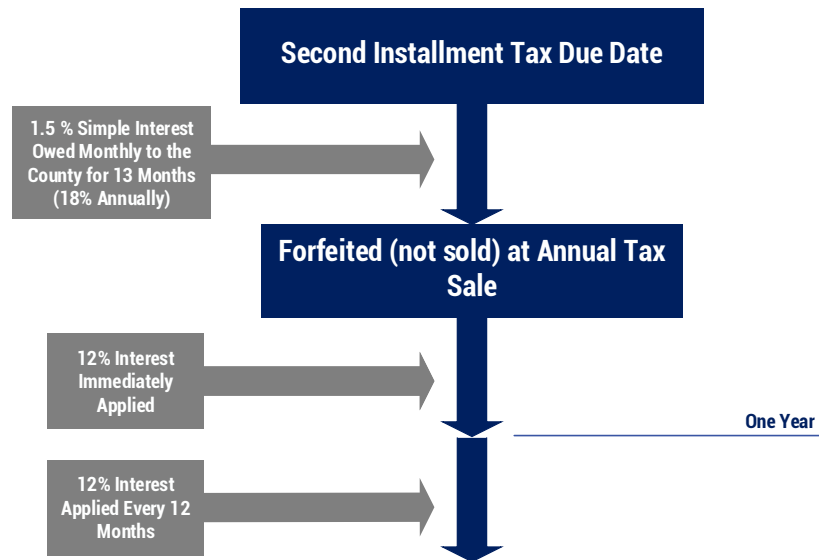 Second Installment Tax Due Date
1.5 % Simple Interest
Owed Monthly to the
County for 13 Months
(18% Annually)
Forfeited (not sold) at Annual Tax
Sale
12% Interest
Immediately
Applied
One Year
12% Interest
Applied Every 12
Months